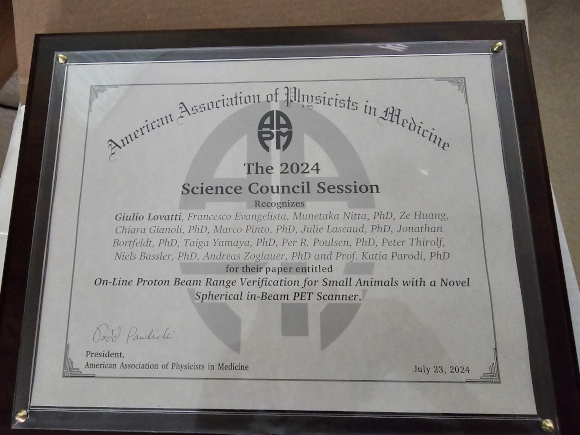 American Association of Physicists in Medicine
AAPM
The 2024
Science Council Session
Recognizes
Giulio Lovatti, Francesco Evangelista, Munetaka Nitta, PhD, Ze Huang,
Chiara Gianoli, PhD, Marco Pinto, PhD, Julie Lascaud, PhD, Jonathan
Bortfeldt, PhD, Taiga Yamaya, PhD, Per R. Poulsen, PhD, Peter Thirolf,
Niels Bassler, PhD, Andreas Zoglauer, PhD and Prof. Katia Parodi, PhD
for their paper entitled
On-Line Proton Beam Range Verification for Small Animals with a Novel
Spherical in-Beam PET Scanner.
President,
American Association of Physicists in Medicine
July 23, 2024